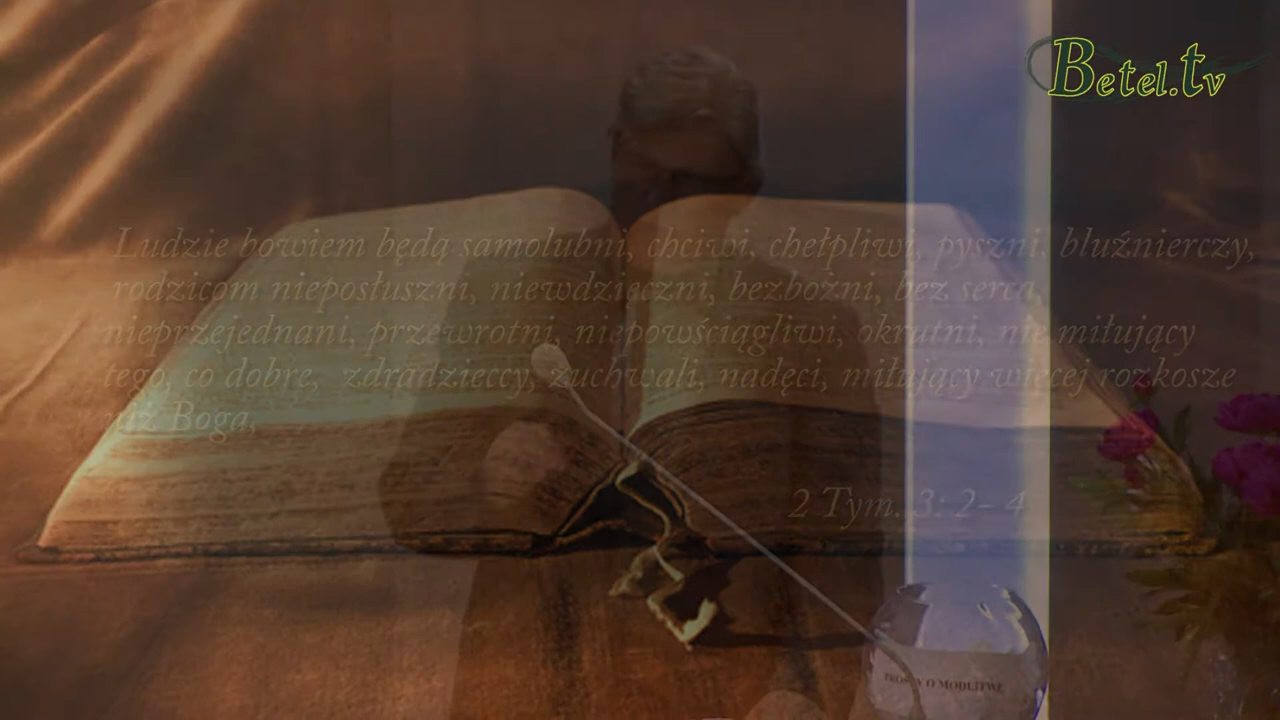 Betel.tv
Ludzie bowiem będą samolubni, chciwi, chełpliwi, pyszni, bluźnierczy,
rodzicom nieposłuszni, niewdzięczni, bezbożni, bez serca,
nieprzejednani, przewrotni, niepowściągliwi, okrutni, nie miłujący
tego, co dobre, zdradzieccy, zuchwali, nadęci, miłujący więcej rozkosze
niż Boga,
2 Tym. 3: 2- 4
PROŚBY O MODLITWĘ